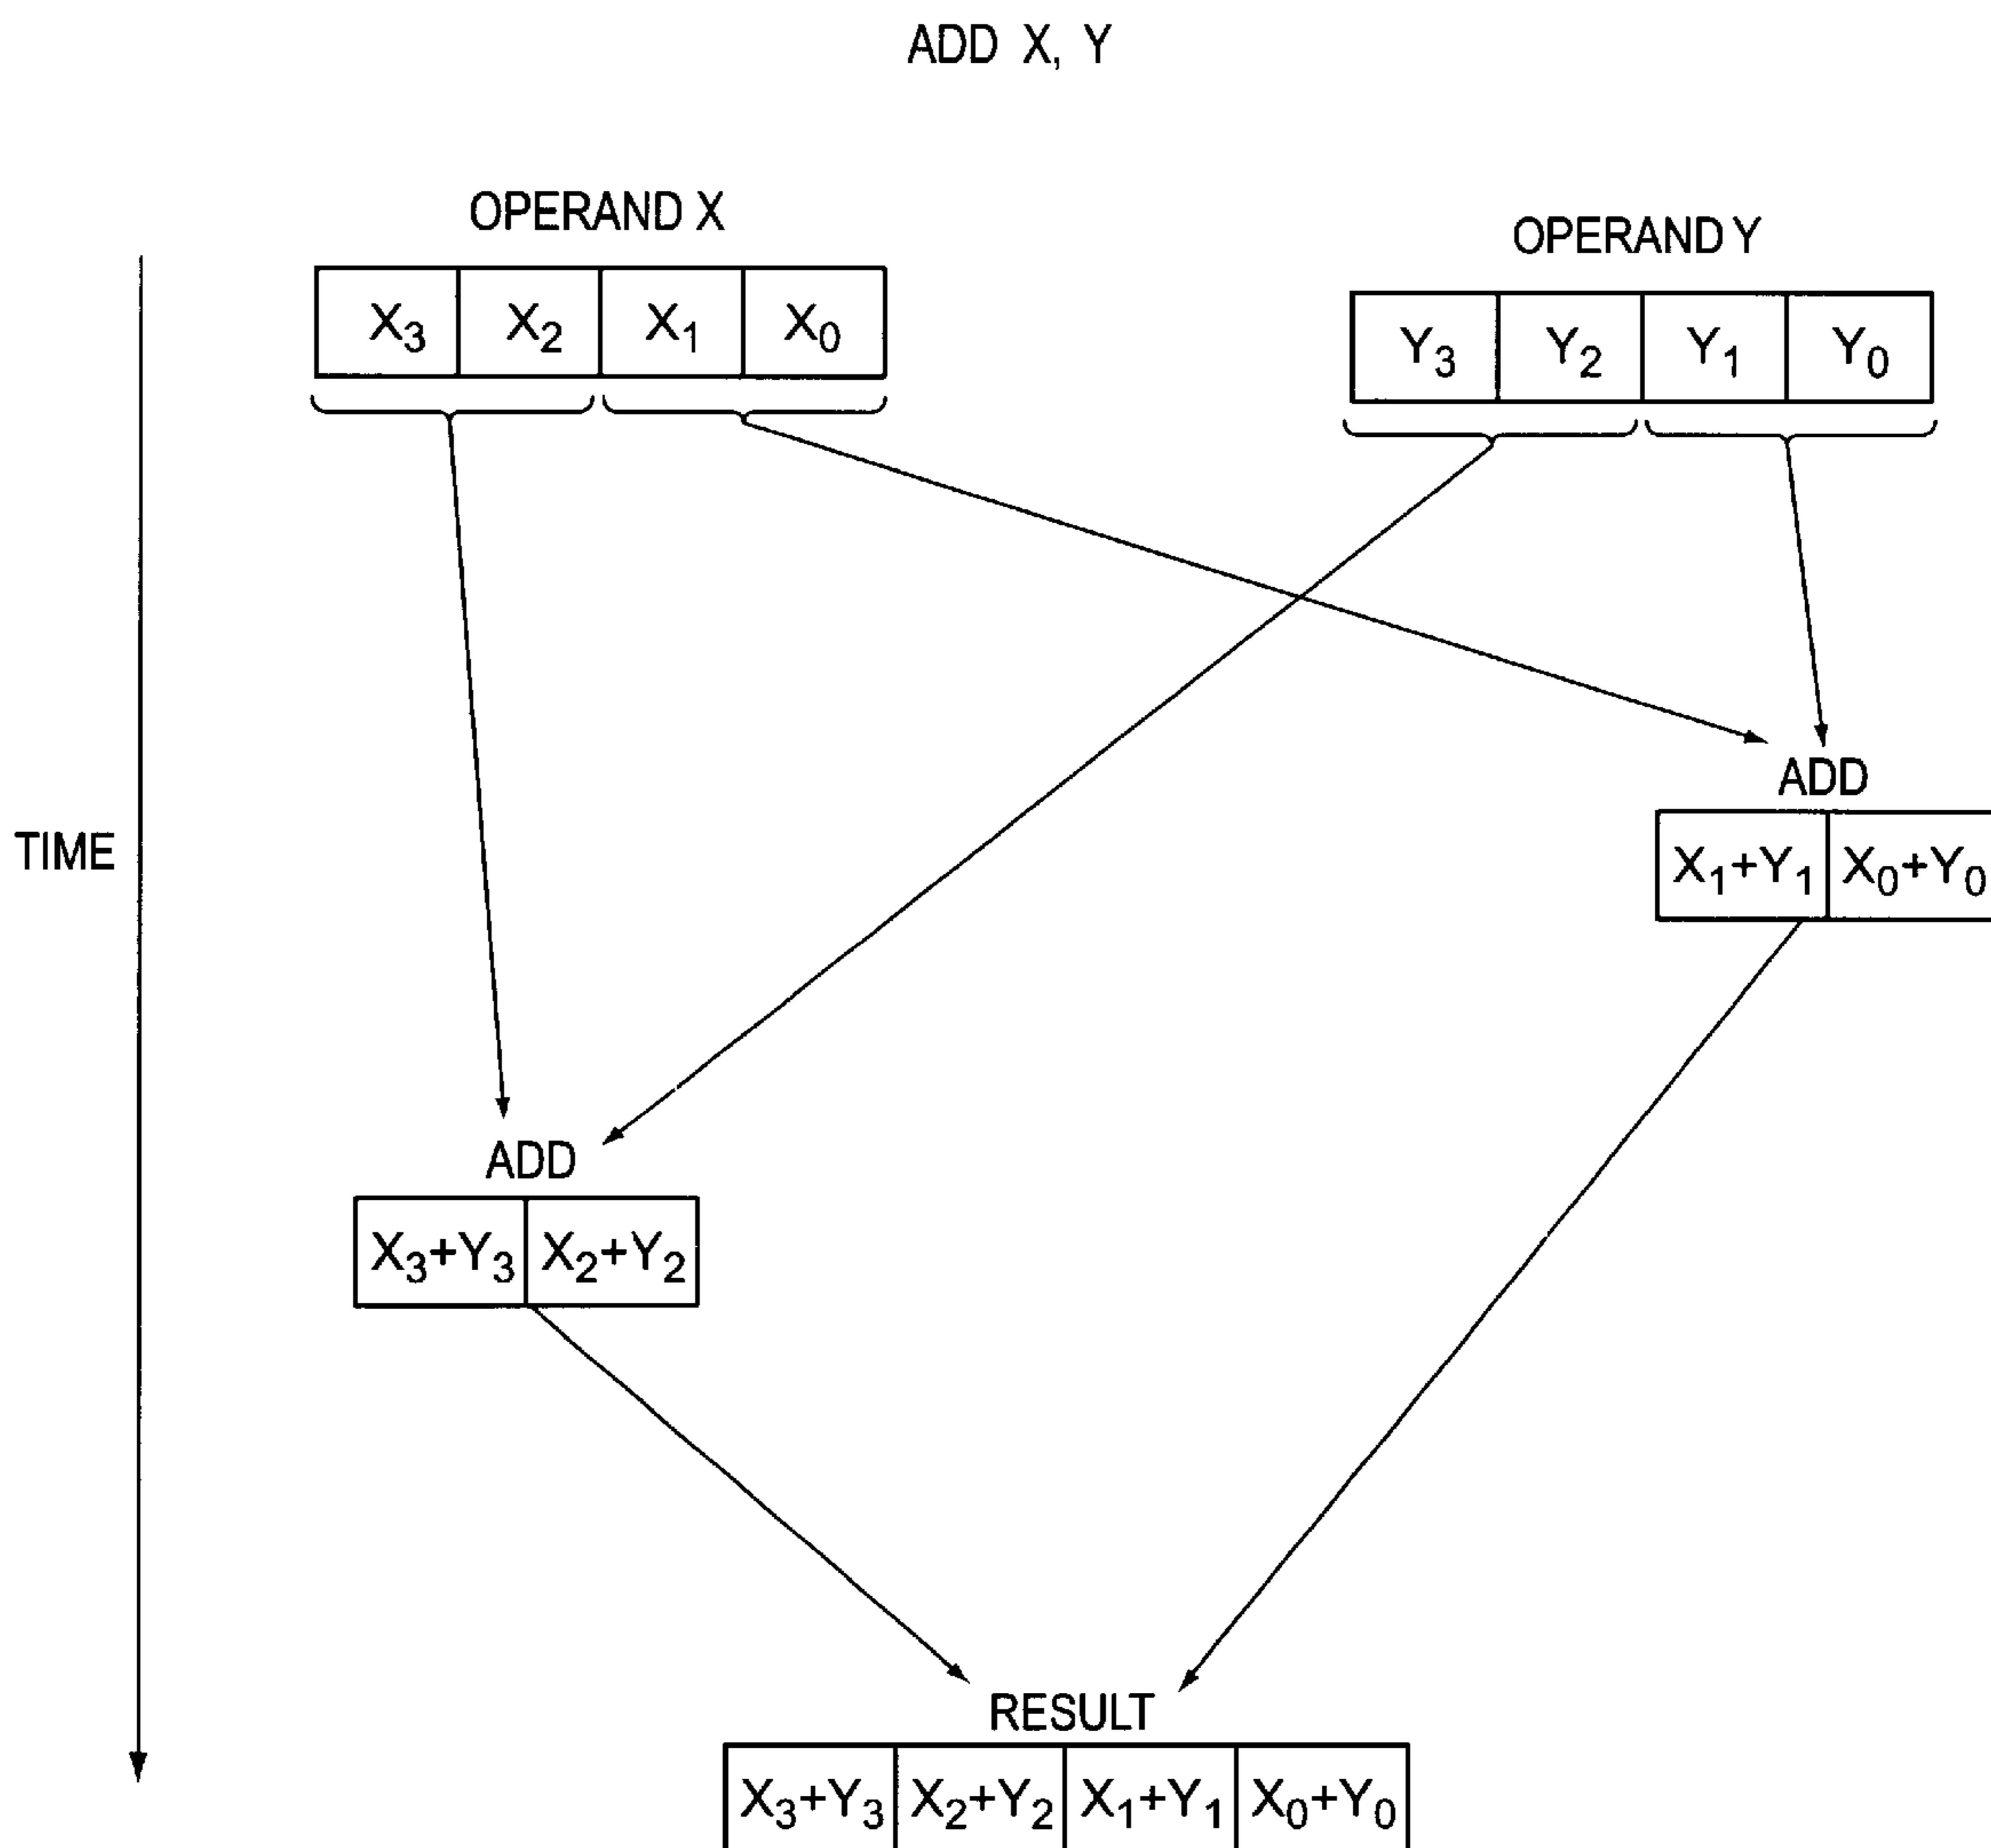 ADD X, Y
OPERAND X
OPERAND Y
X₃ X₂ X₁ X₀
Y₃ Y₂ Y₁ Y₀
ADD
TIME
X₁+Y₁ X₀+Y₀
ADD
X₃+Y₃ X₂+Y₂
RESULT
X₃+Y₃ X₂+Y₂ X₁+Y₁ X₀+Y₀